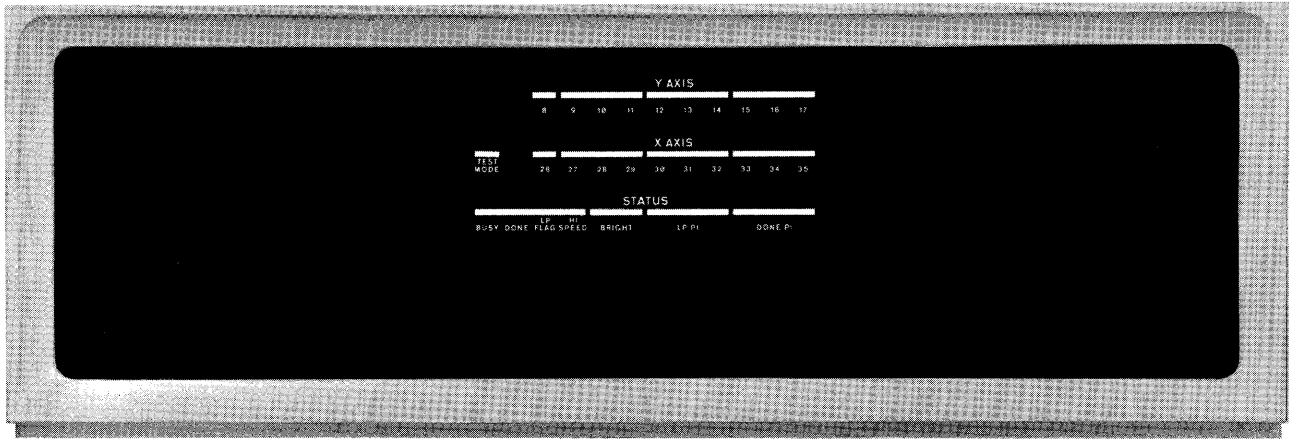 Y AXIS
8 9 10 11 12 13 14 15 16 17
X AXIS
TEST
MODE 26 27 28 29 30 31 32 33 34 35
STATUS
LP HI
BUSY DONE FLAG SPEED BRIGHT LP PI DONE PI